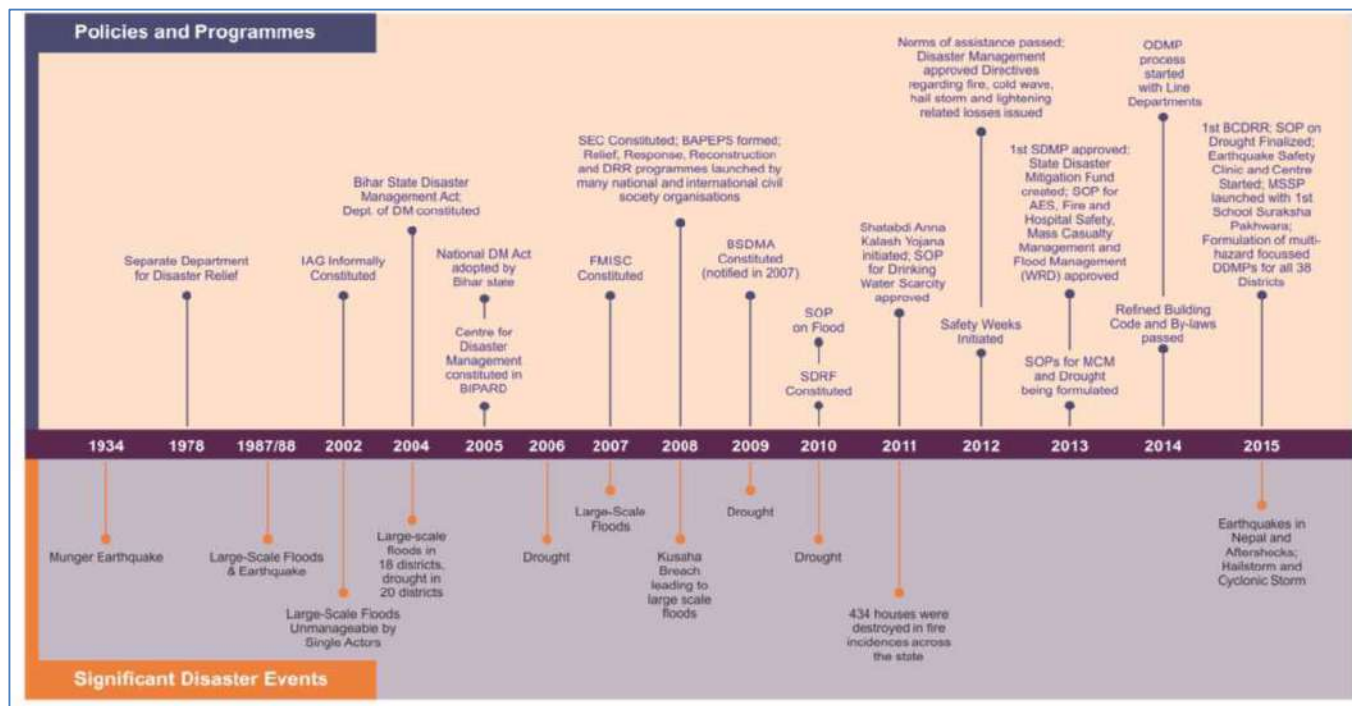 Policies and Programmes
Separate Department
for Disaster Relief
IAG Informally
Constituted
Bihar State Disaster
Management Act;
Dept. of DM constituted
National DM Act
adopted by
Bihar state
Centre for
Disaster
Management
constituted in
BIPARD
FMISC
Constituted
SEC Constituted; BAPEPS formed;
Relief, Response, Reconstruction
and DRR programmes launched by
many national and international civil
society organisations
BSDMA
Constituted
(notified in 2007)
SOP
on Flood
SDRF
Constituted
Shatabdi Anna
Kalash Yojana
initiated; SOP
for Drinking
Water Scarcity
approved
Norms of assistance passed;
Disaster Management
approved Directives
regarding fire, cold wave,
hail storm and lightening
related losses issued
Safety Weeks
Initiated
1st SDMP approved;
State Disaster
Mitigation Fund
created; SOP for
AES, Fire and
Hospital Safety,
Mass Casualty
Management and
Flood Management
(WRD) approved
SOPs for MCM
and Drought
being formulated
ODMP
process
started
with Line
Departments
Refined Building
Code and By-laws
passed
1st BCDRR; SOP on
Drought Finalized;
Earthquake Safety
Clinic and Centre
Started; MSSP
launched with 1st
School Suraksha
Pakhwara;
Formulation of multi-
hazard focussed
DDMPs for all 38
Districts
1934 1978 1987/88 2002 2004 2005 2006 2007 2008 2009 2010 2011 2012 2013 2014 2015
Munger Earthquake
Large-Scale Floods
& Earthquake
Large-Scale Floods
Unmanageable by
Single Actors
Large-scale
floods in
18 districts,
drought in
20 districts
Drought
Large-Scale
Floods
Kusaha
Breach
leading to
large scale
floods
Drought
Drought
434 houses were
destroyed in fire
incidences across
the state
Earthquakes in
Nepal and
Aftershocks;
Hailstorm and
Cyclonic Storm
Significant Disaster Events